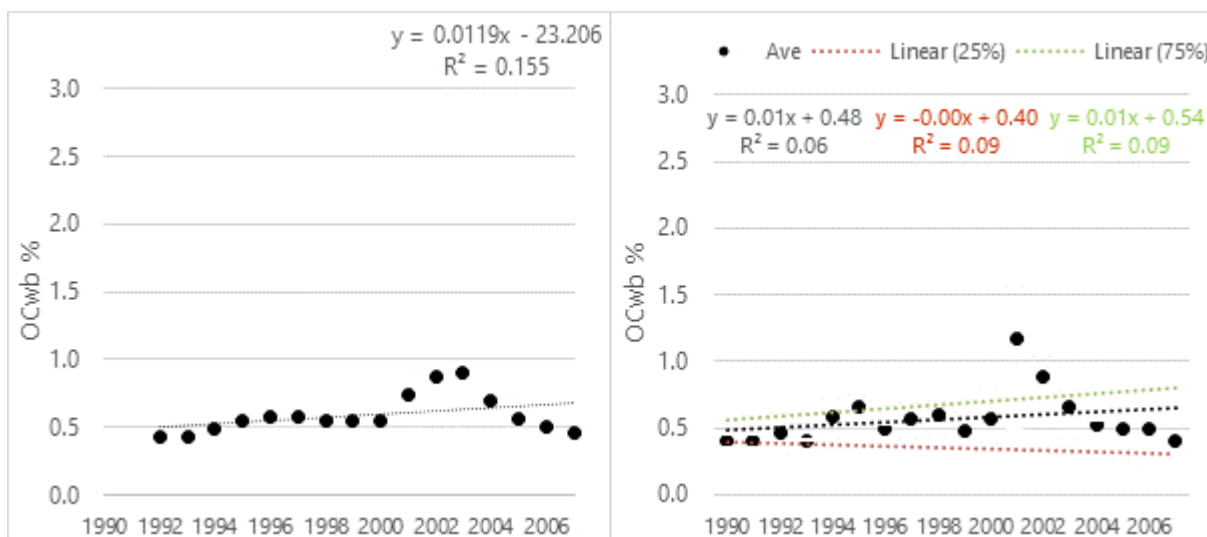 y = 0.0119x - 23.206
R² = 0.155
3.0
2.5
2.0
1.5
1.0
0.5
0.0
OCwb %
1990 1992 1994 1996 1998 2000 2002 2004 2006
Ave Linear (25%) Linear (75%)
3.0
y = 0.01x + 0.48 y = -0.00x + 0.40 y = 0.01x + 0.54
R² = 0.06 R² = 0.09 R² = 0.09
2.5
2.0
1.5
1.0
0.5
0.0
OCwb %
1990 1992 1994 1996 1998 2000 2002 2004 2006